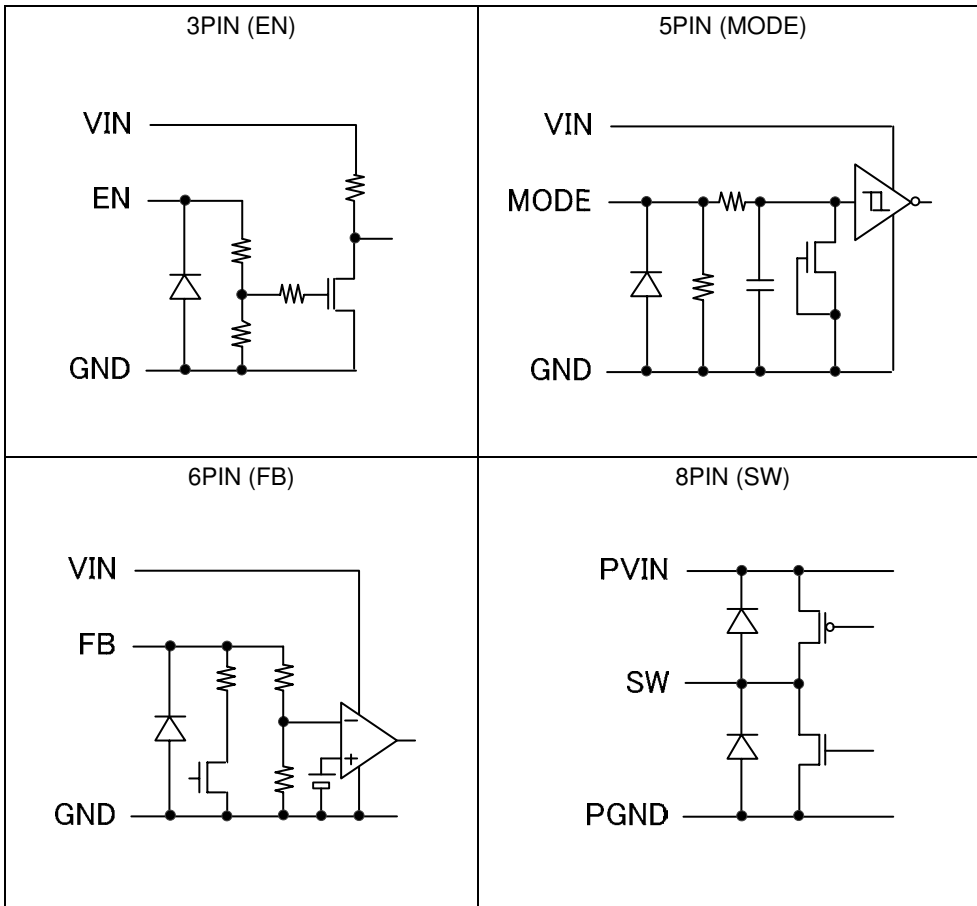 3PIN (EN)
VIN
EN
GND
5PIN (MODE)
VIN
MODE
GND
6PIN (FB)
VIN
FB
GND
8PIN (SW)
PVIN
SW
PGND